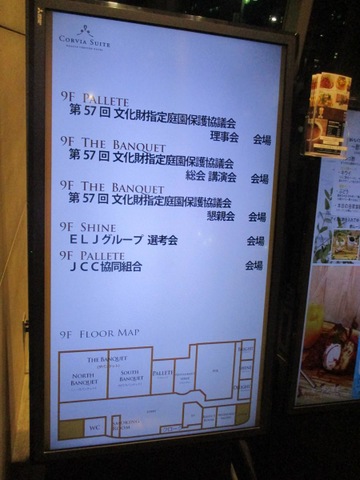 CORVIA SUITE
9F PALLETE
第57回 文化財指定庭園保護協議会
理事会 会場
9F THE BANQUET
第57回 文化財指定庭園保護協議会
総会 講演会 会場
9F THE BANQUET
第57回 文化財指定庭園保護協議会
懇親会 会場
9F SHINE
ＥＬＪグループ 選考会 会場
9F PALLETE
ＪＣＣ協同組合 会場
9F FLOOR MAP
THE BANQUET
NORTH BANQUET
SOUTH BANQUET
PALLETE
WC